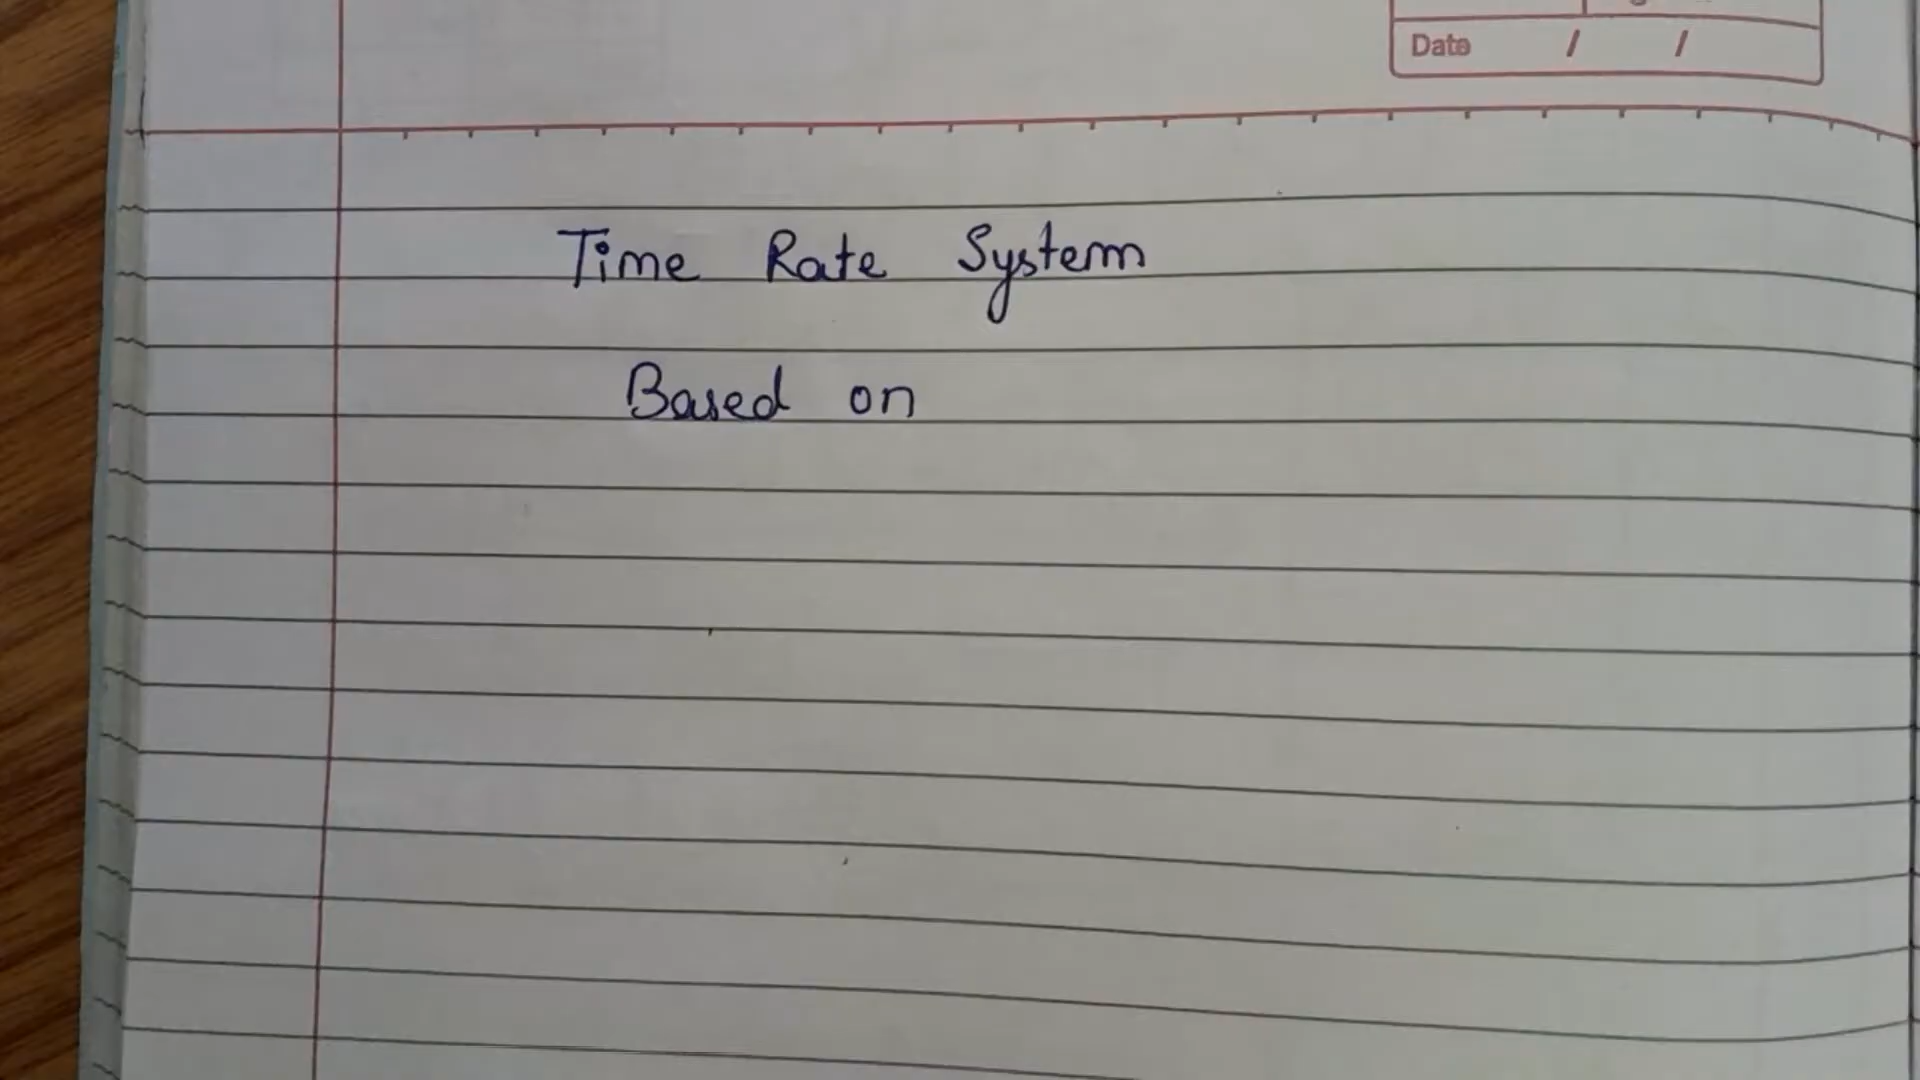 Date / /
Time Rate System
Based on